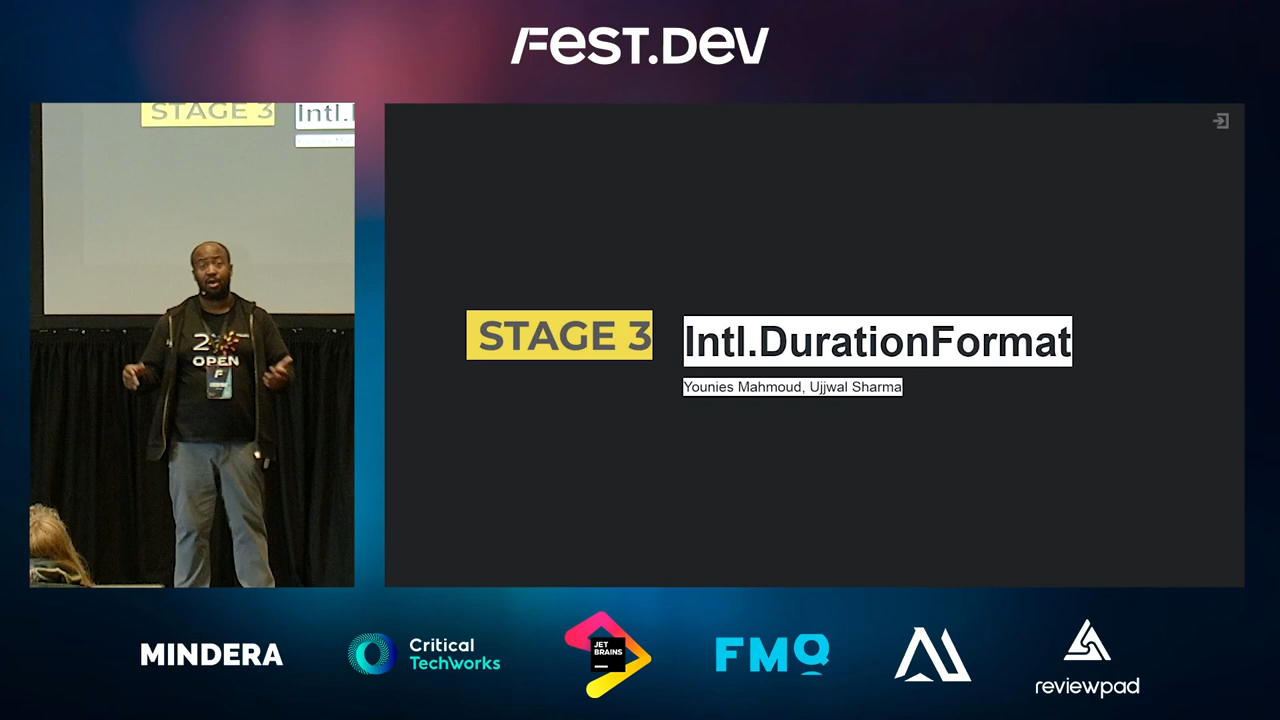 FEST.DEV
STAGE 3
Intl.
STAGE 3
Intl.DurationFormat
Younies Mahmoud, Ujjwal Sharma
OPEN
MINDERA
Critical
TechWorks
JET
BRAINS
FMQ
reviewpad